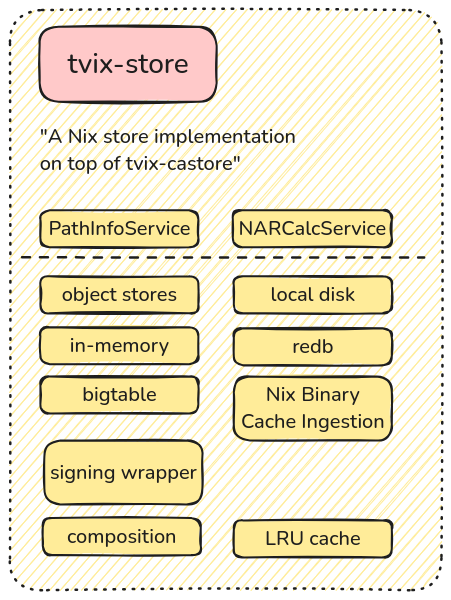 tvix-store
"A Nix store implementation
on top of tvix-castore"
PathInfoService
NARCalcService
object stores
local disk
in-memory
redb
bigtable
Nix Binary
Cache Ingestion
signing wrapper
composition
LRU cache